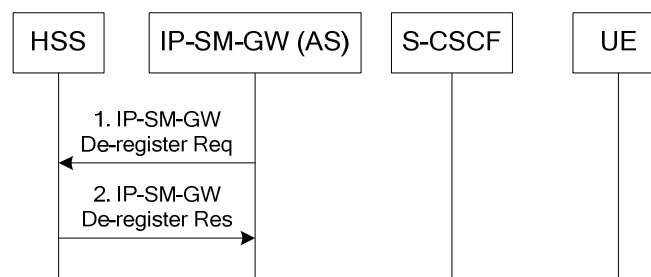 HSS
IP-SM-GW (AS)
S-CSCF
UE
1. IP-SM-GW
De-register Req
2. IP-SM-GW
De-register Res